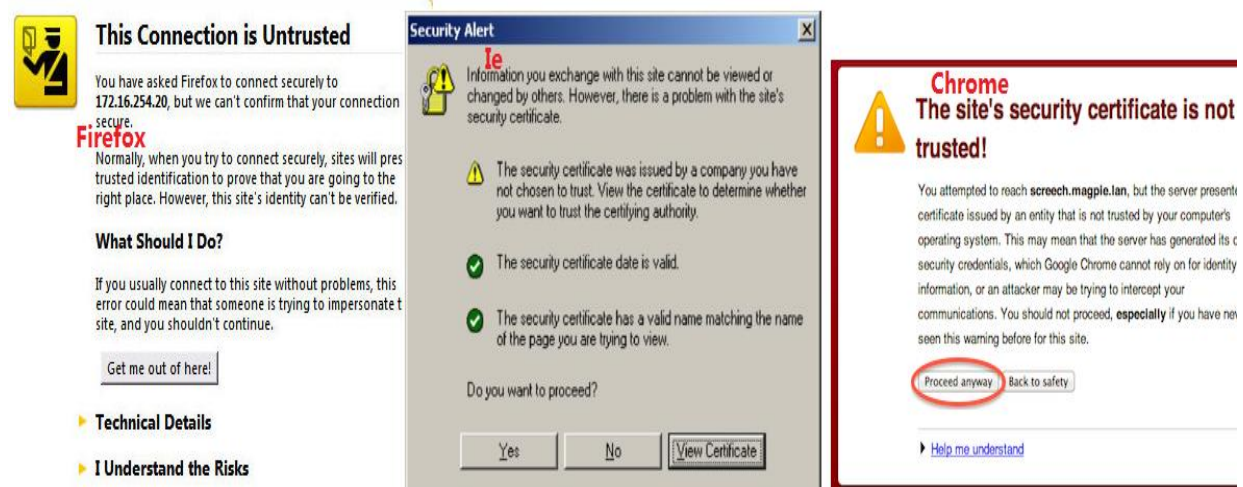 This Connection is Untrusted
You have asked Firefox to connect securely to
172.16.254.20, but we can't confirm that your connection
secure.
Firefox
Normally, when you try to connect securely, sites will pres
trusted identification to prove that you are going to the
right place. However, this site's identity can't be verified.
What Should I Do?
If you usually connect to this site without problems, this
error could mean that someone is trying to impersonate t
site, and you shouldn't continue.
Get me out of here!
Technical Details
I Understand the Risks
Security Alert
Ie
Information you exchange with this site cannot be viewed or
changed by others. However, there is a problem with the site's
security certificate.
The security certificate was issued by a company you have
not chosen to trust. View the certificate to determine whether
you want to trust the certifying authority.
The security certificate date is valid.
The security certificate has a valid name matching the name
of the page you are trying to view.
Do you want to proceed?
Yes No View Certificate
Chrome
The site's security certificate is not
trusted!
You attempted to reach screech.magpie.lan, but the server presente
certificate issued by an entity that is not trusted by your computer's
operating system. This may mean that the server has generated its o
security credentials, which Google Chrome cannot rely on for identity
information, or an attacker may be trying to intercept your
communications. You should not proceed, especially if you have nev
seen this warning before for this site.
Proceed anyway Back to safety
Help me understand